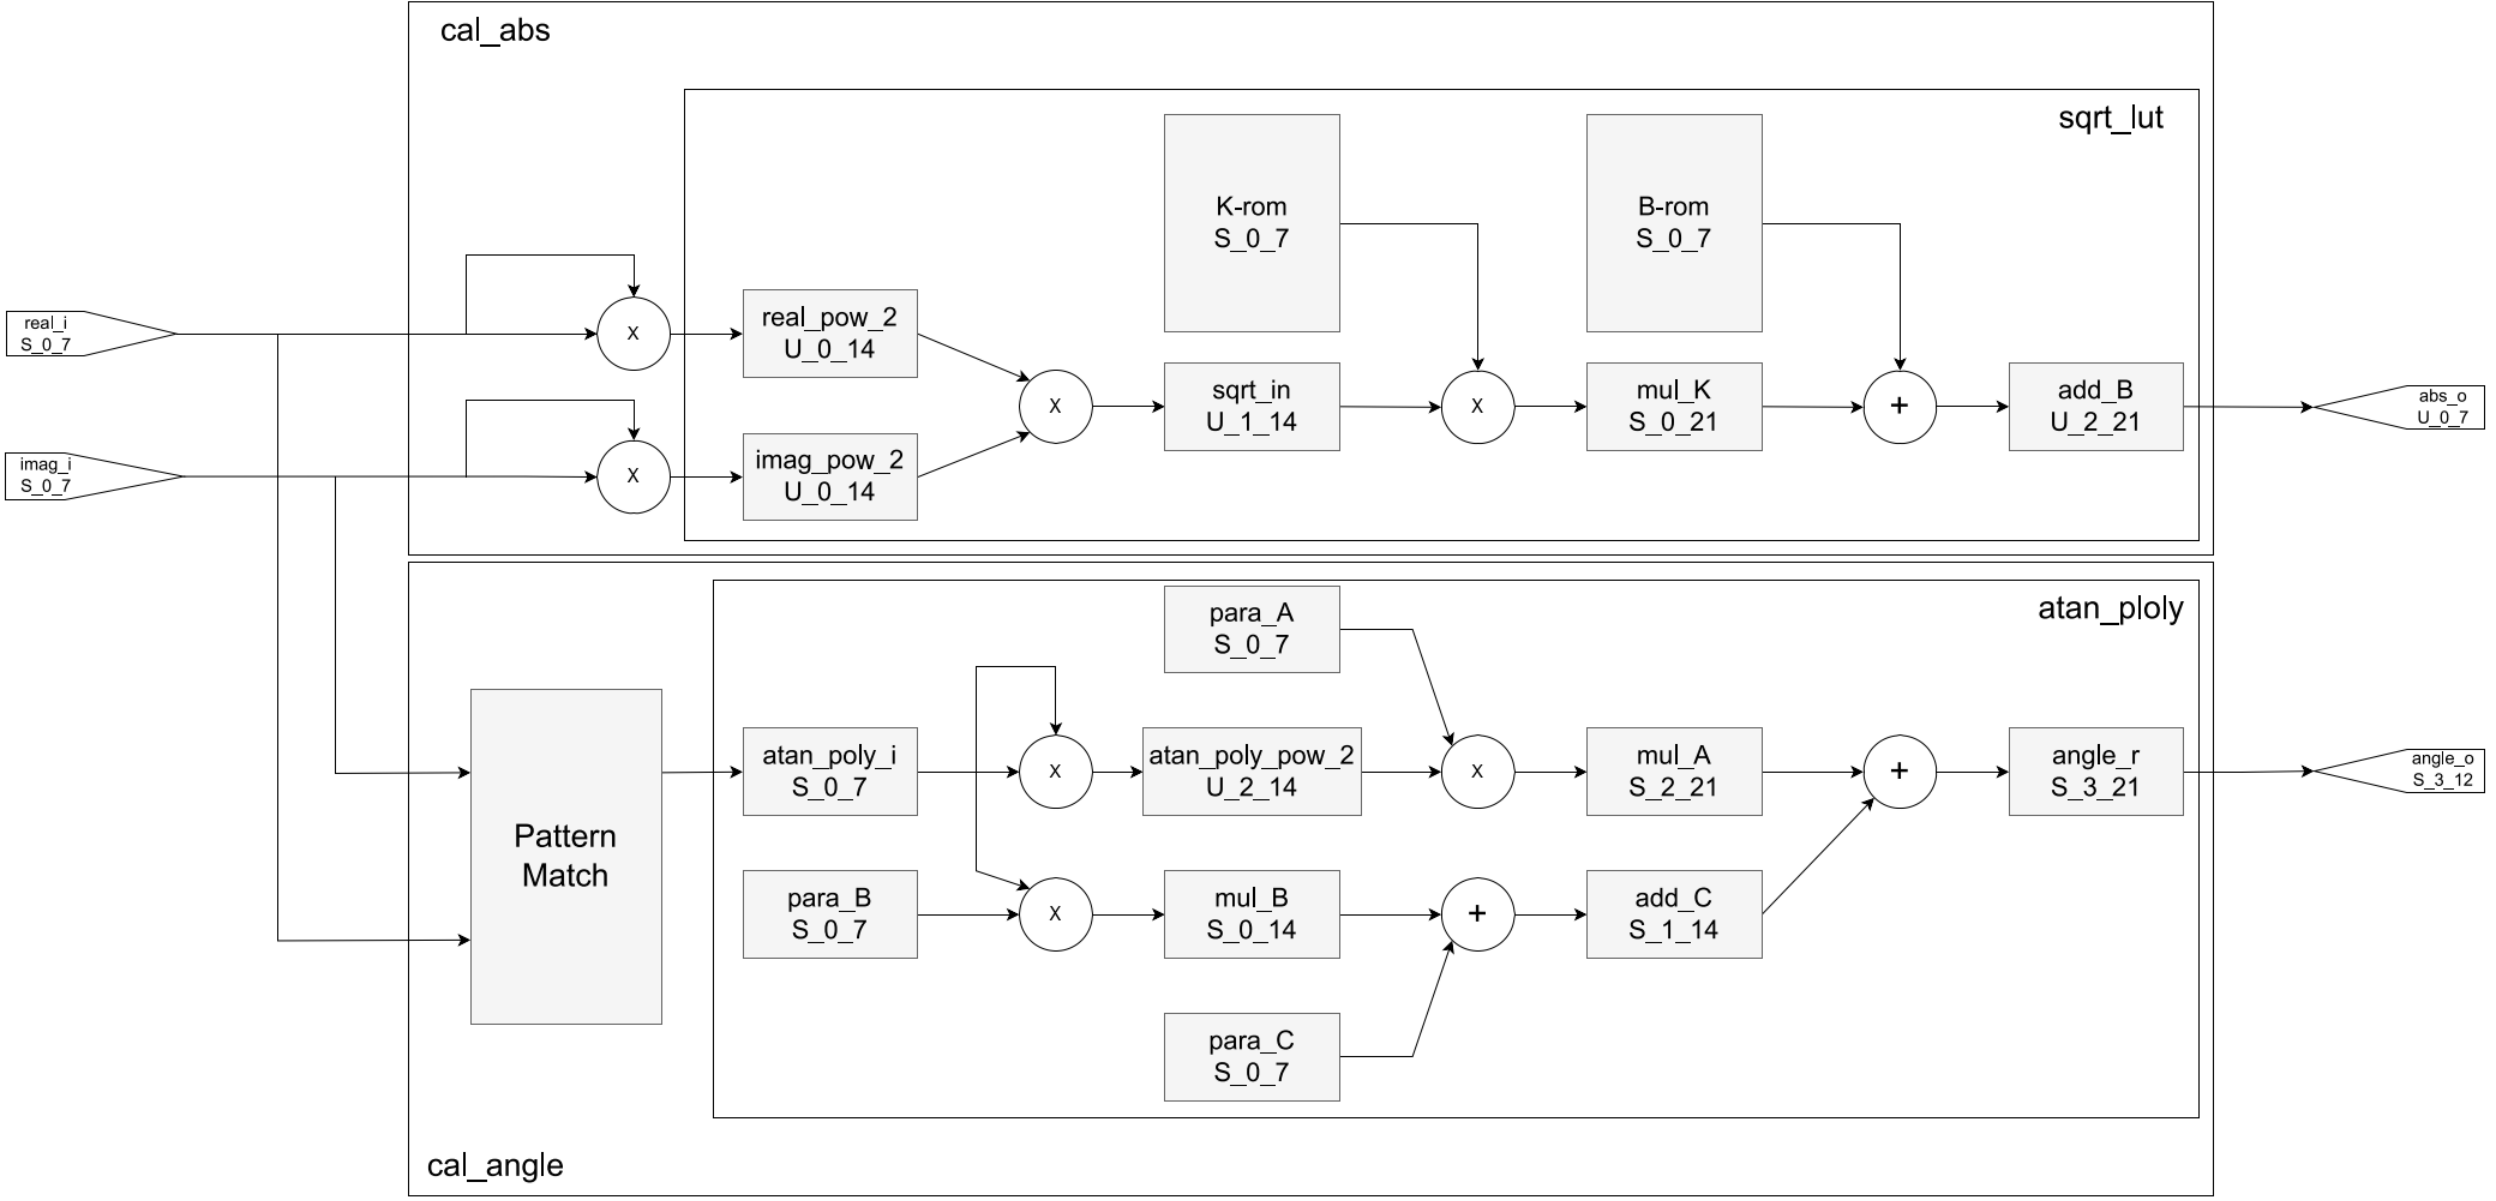 cal_abs
sqrt_lut
K-rom
S_0_7
B-rom
S_0_7
real_i
S_0_7
X
real_pow_2
U_0_14
X
sqrt_in
U_1_14
X
mul_K
S_0_21
+
add_B
U_2_21
abs_o
U_0_7
imag_i
S_0_7
X
imag_pow_2
U_0_14
atan_ploly
para_A
S_0_7
Pattern
Match
atan_poly_i
S_0_7
X
atan_poly_pow_2
U_2_14
X
mul_A
S_2_21
+
angle_r
S_3_21
angle_o
S_3_12
para_B
S_0_7
X
mul_B
S_0_14
+
add_C
S_1_14
para_C
S_0_7
cal_angle